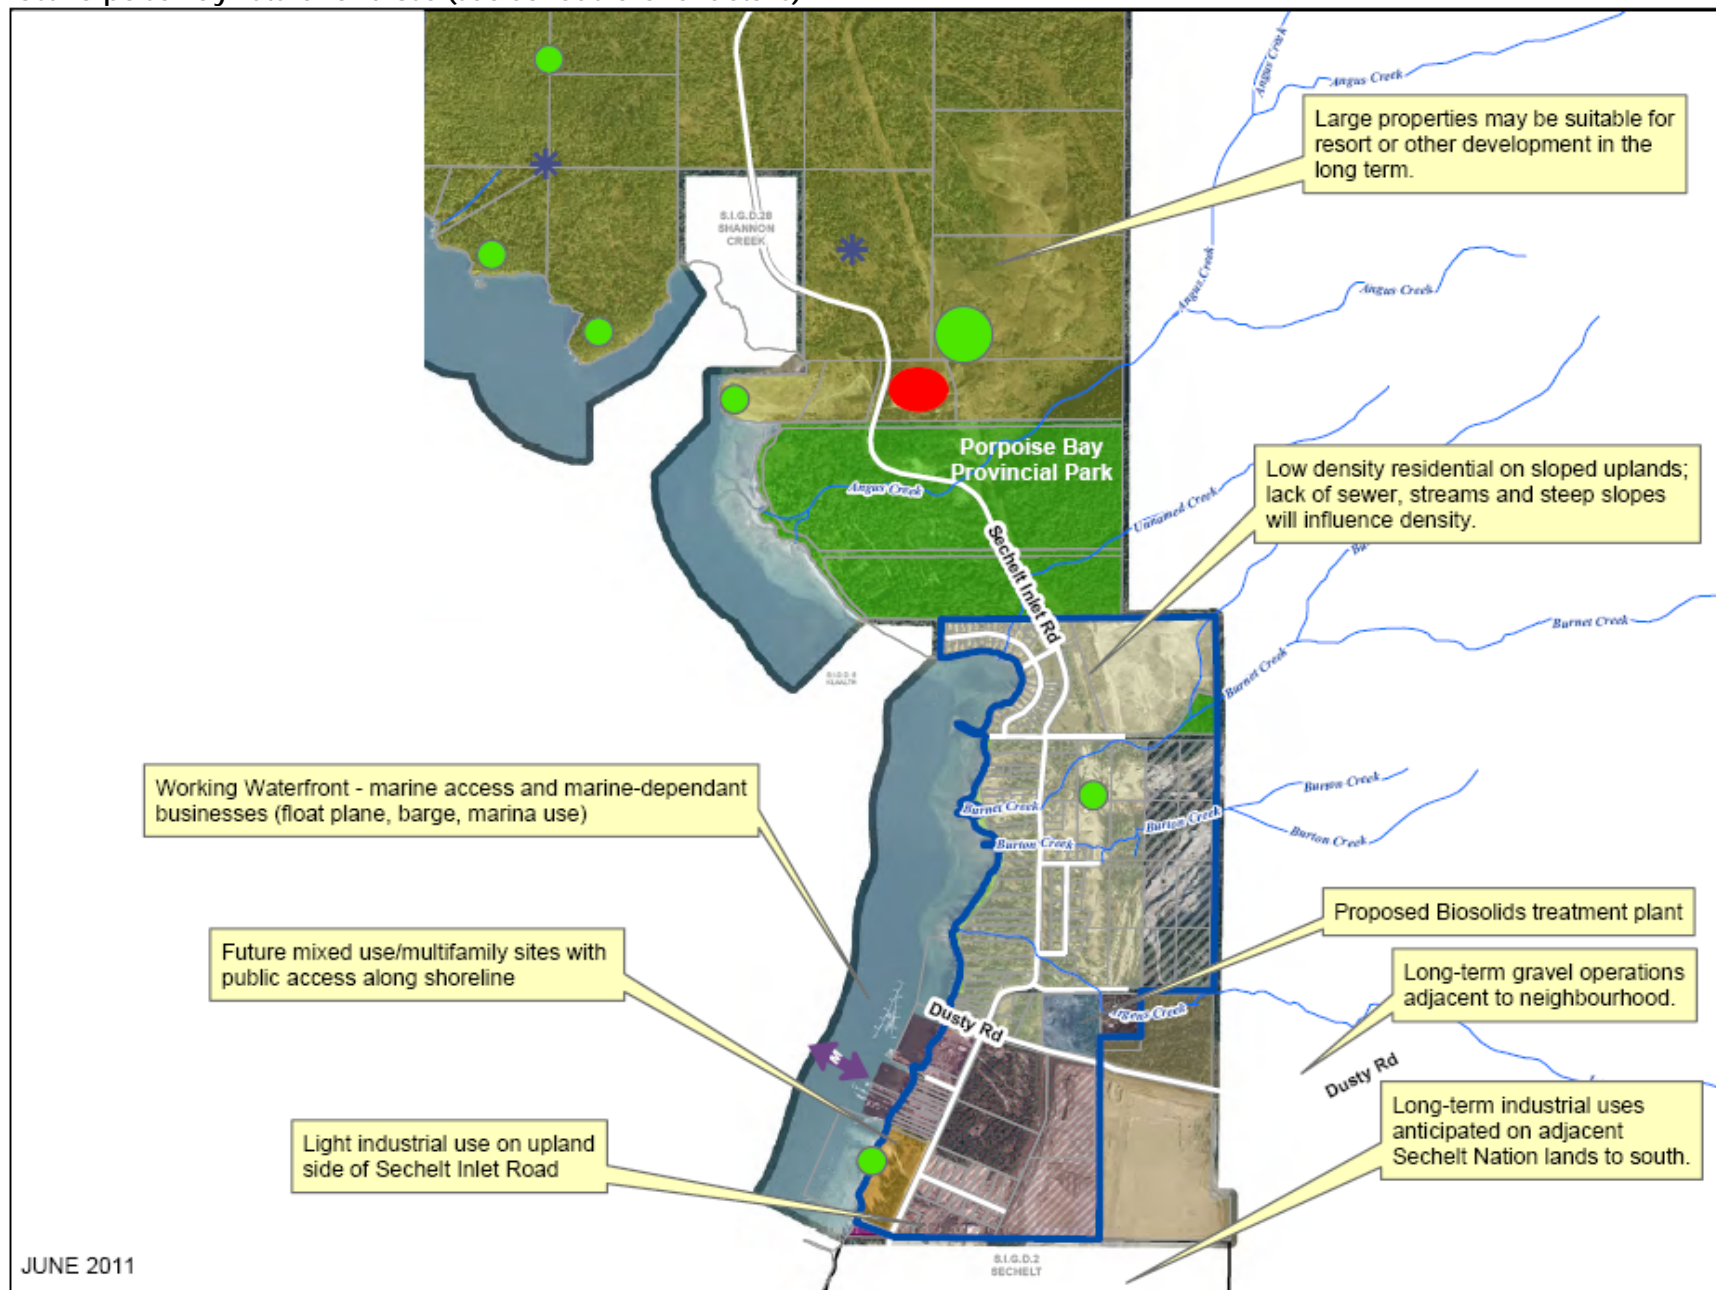 Angus Creek
Angus Creek
Large properties may be suitable for
resort or other development in the
long term.
S.I.G.D.28
SHANNON
CREEK
Angus Creek
Angus Creek
Porpoise Bay
Provincial Park
Angus Creek
Unnamed Creek
Low density residential on sloped uplands;
lack of sewer, streams and steep slopes
will influence density.
Sechelt Inlet Rd
Burnet Creek
Burnet Creek
Working Waterfront - marine access and marine-dependant
businesses (float plane, barge, marina use)
Burnet Creek
Burton Creek
Burton Creek
Burton Creek
Burton Creek
Proposed Biosolids treatment plant
Future mixed use/multifamily sites with
public access along shoreline
Long-term gravel operations
adjacent to neighbourhood.
Dusty Rd
Creek
M
Dusty Rd
Long-term industrial uses
anticipated on adjacent
Sechelt Nation lands to south.
Light industrial use on upland
side of Sechelt Inlet Road
S.I.G.D.2
SECHELT
JUNE 2011